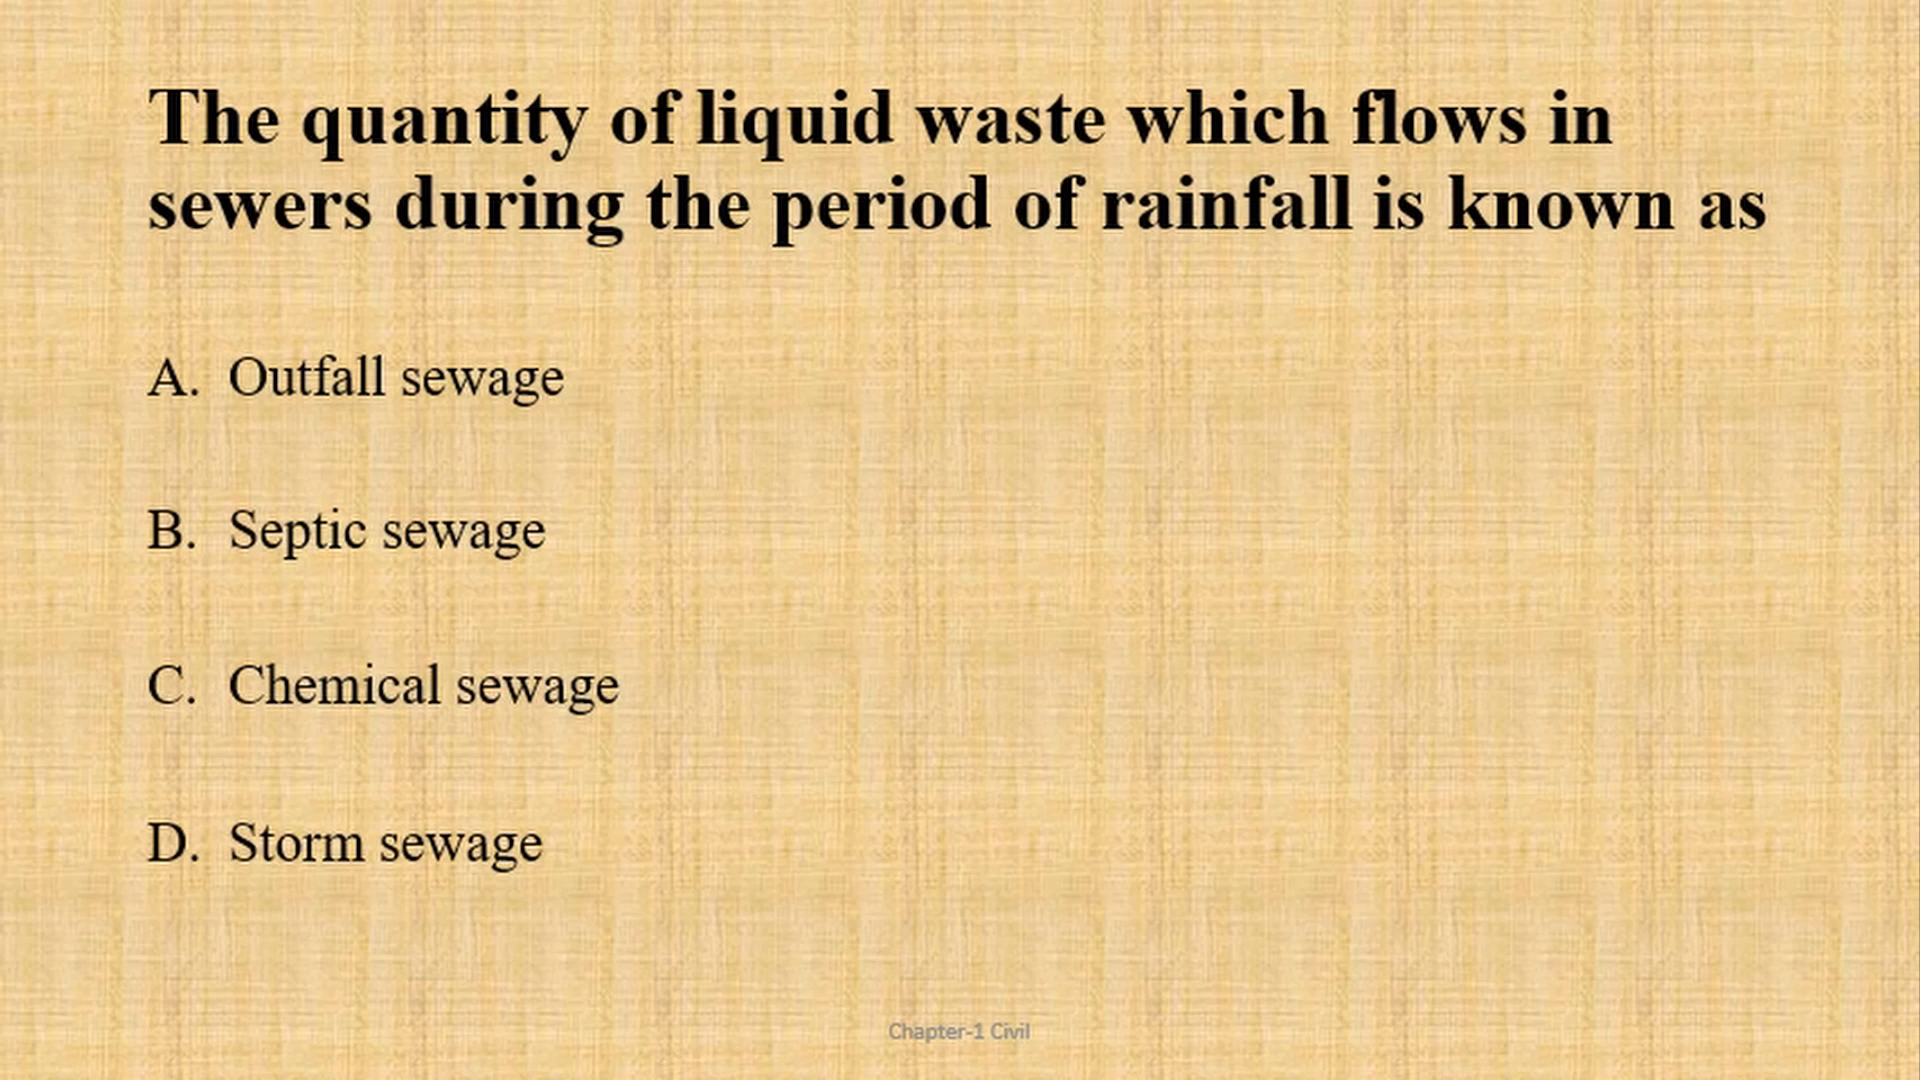 The quantity of liquid waste which flows in
sewers during the period of rainfall is known as
A. Outfall sewage
B. Septic sewage
C. Chemical sewage
D. Storm sewage
Chapter-1 Civil